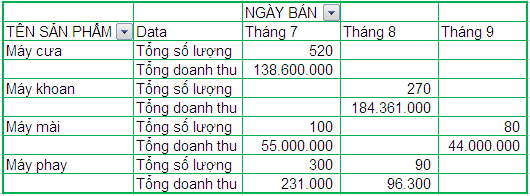 NGÀY BÁN
TÊN SẢN PHẨM Data Tháng 7 Tháng 8 Tháng 9
Máy cưa Tổng số lượng 520
Tổng doanh thu 138.600.000
Máy khoan Tổng số lượng 270
Tổng doanh thu 184.361.000
Máy mài Tổng số lượng 100 80
Tổng doanh thu 55.000.000 44.000.000
Máy phay Tổng số lượng 300 90
Tổng doanh thu 231.000 96.300